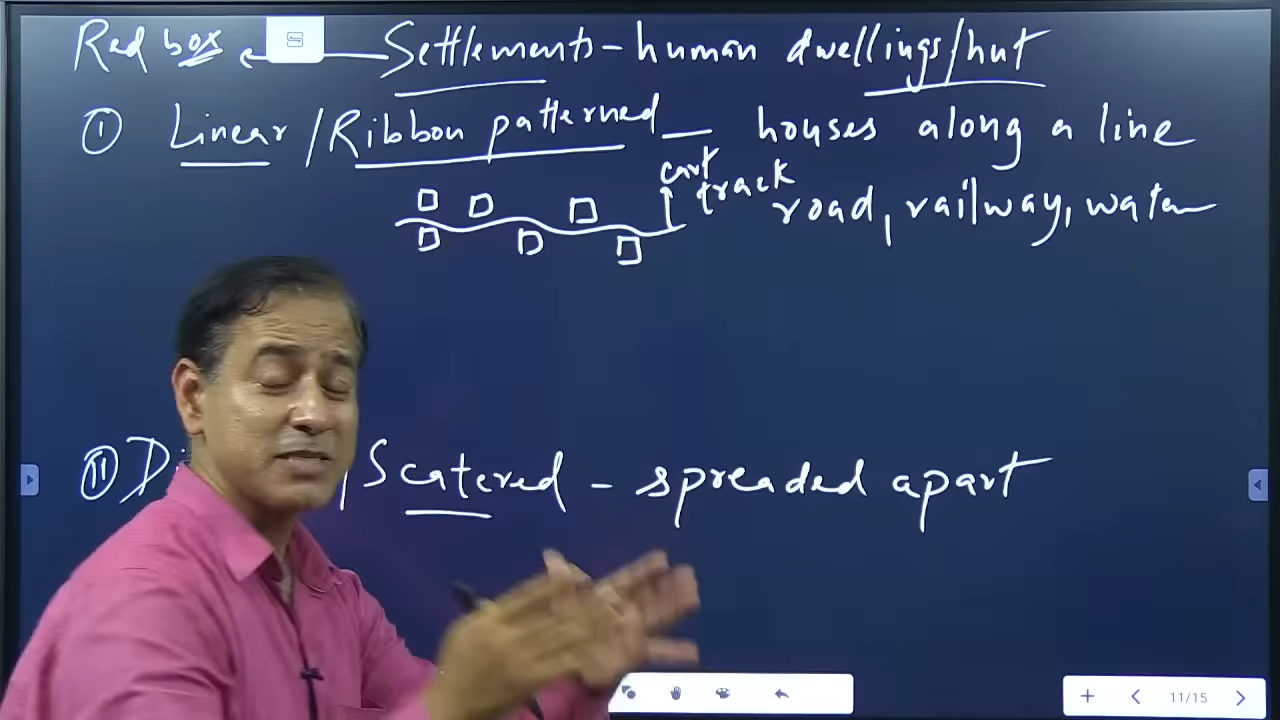 Red box ← Settlements - human dwellings/hut
① Linear / Ribbon patterned — houses along a line
cart track
road, railway, water
⑪ Scatered - spreaded apart
11/15